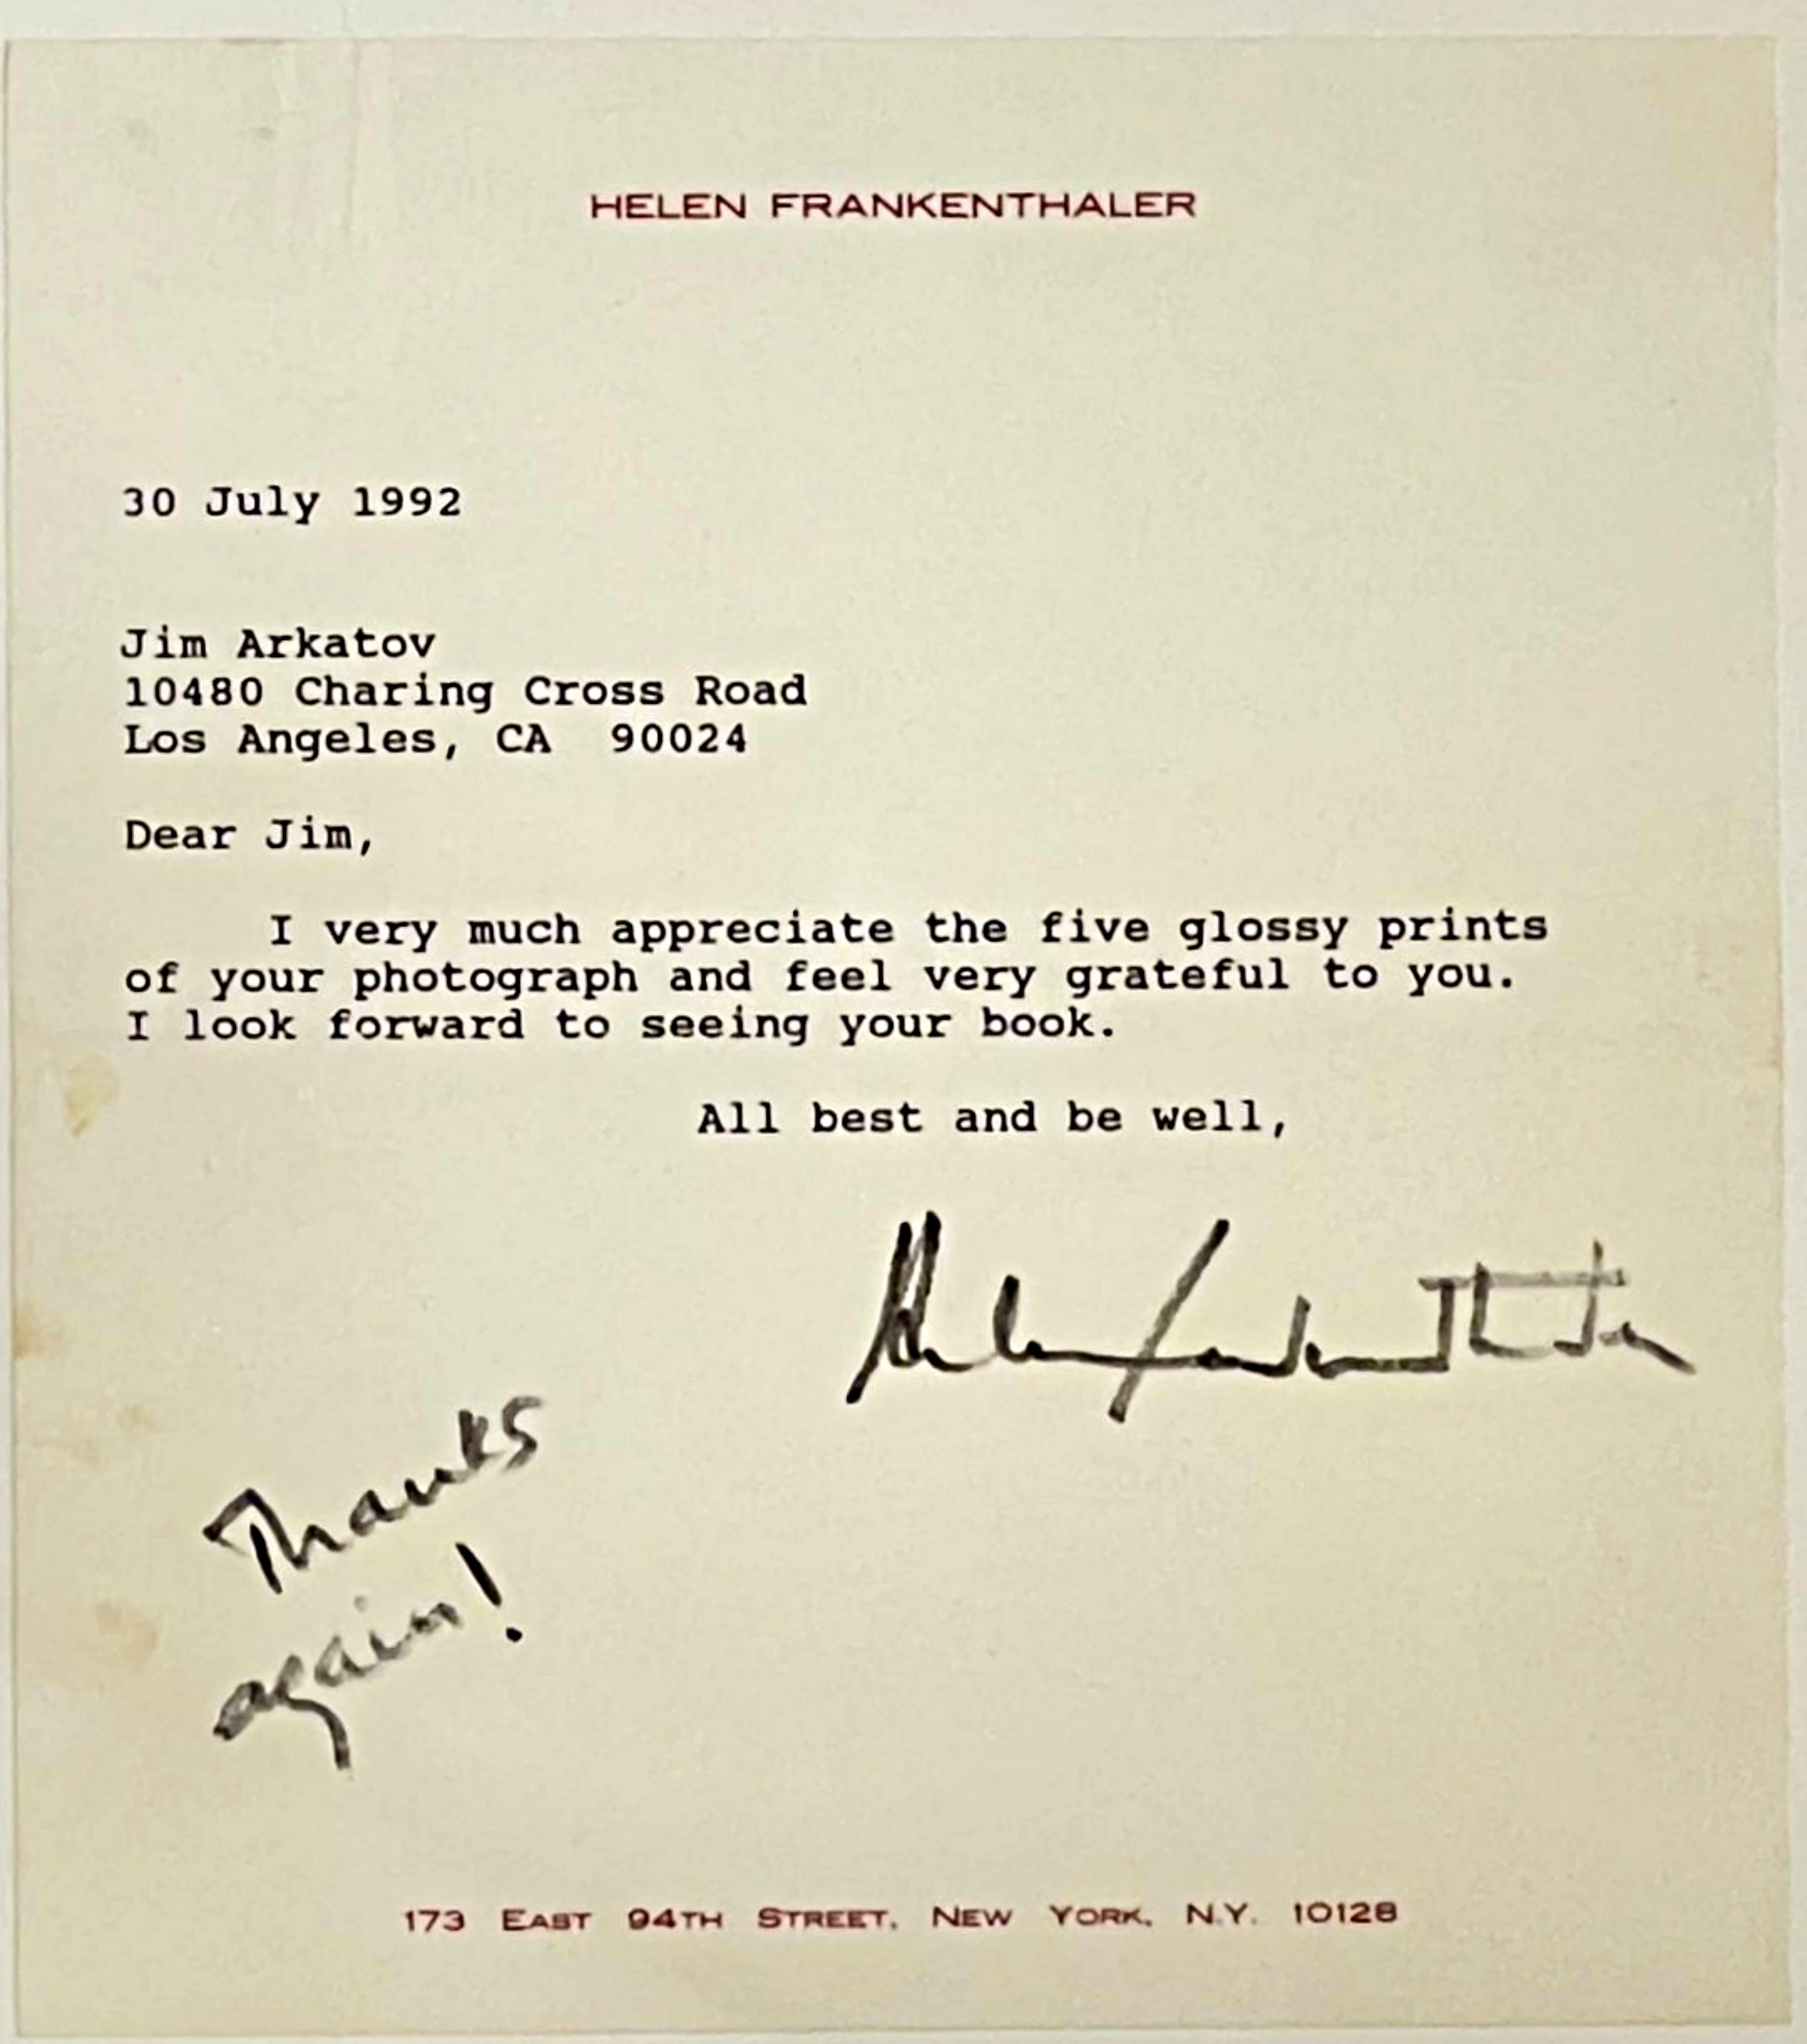 HELEN FRANKENTHALER
30 July 1992
Jim Arkatov
10480 Charing Cross Road
Los Angeles, CA  90024
Dear Jim,
I very much appreciate the five glossy prints
of your photograph and feel very grateful to you.
I look forward to seeing your book.
All best and be well,
Helen Frankenthaler
Thanks
again!
173 EAST 94TH STREET, NEW YORK, N.Y. 10128